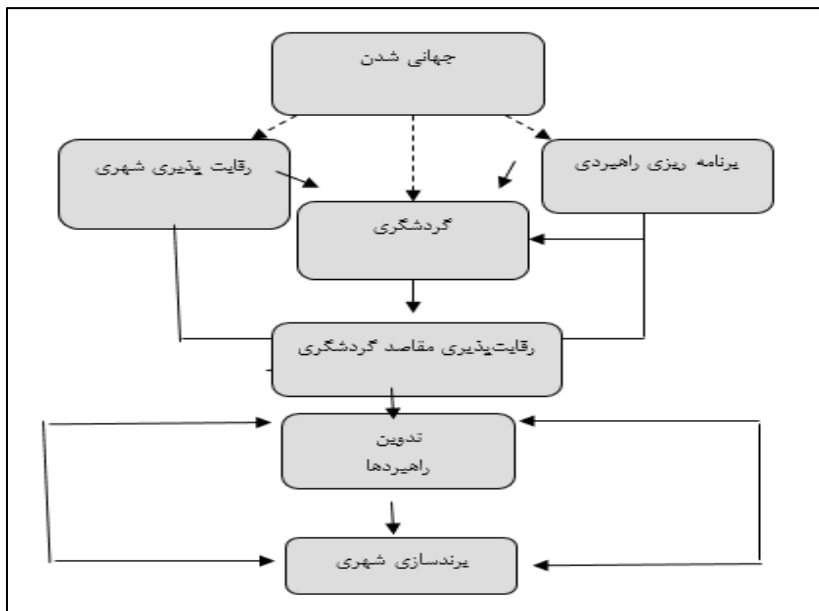 جهانی شدن
رقابت پذیری شهری
برنامه ریزی راهبردی
گردشگری
رقابت‌پذیری مقاصد گردشگری
تدوین
راهبردها
برندسازی شهری